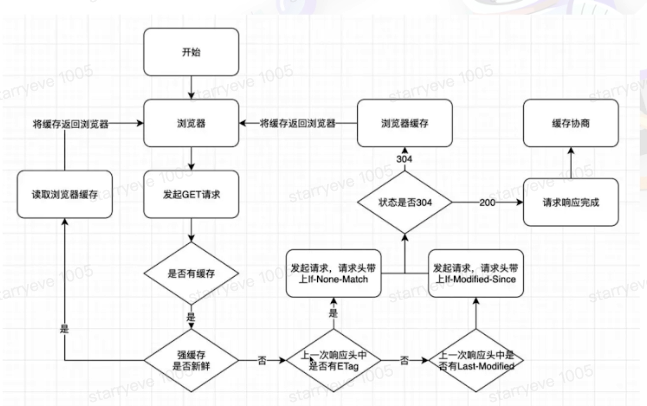 开始
浏览器
将缓存返回浏览器
将缓存返回浏览器
浏览器缓存
缓存协商
304
读取浏览器缓存
发起GET请求
状态是否304
200
请求响应完成
是否有缓存
发起请求，请求头带
上If-None-Match
发起请求，请求头带
上If-Modified-Since
是
是
是
强缓存
是否新鲜
否
上一次响应头中
是否有ETag
否
上一次响应头中是
否有Last-Modified
starryeve 1005
starryeve 1005
starryeve 1005
starryeve 1005
starryeve 1005
starryeve 1005